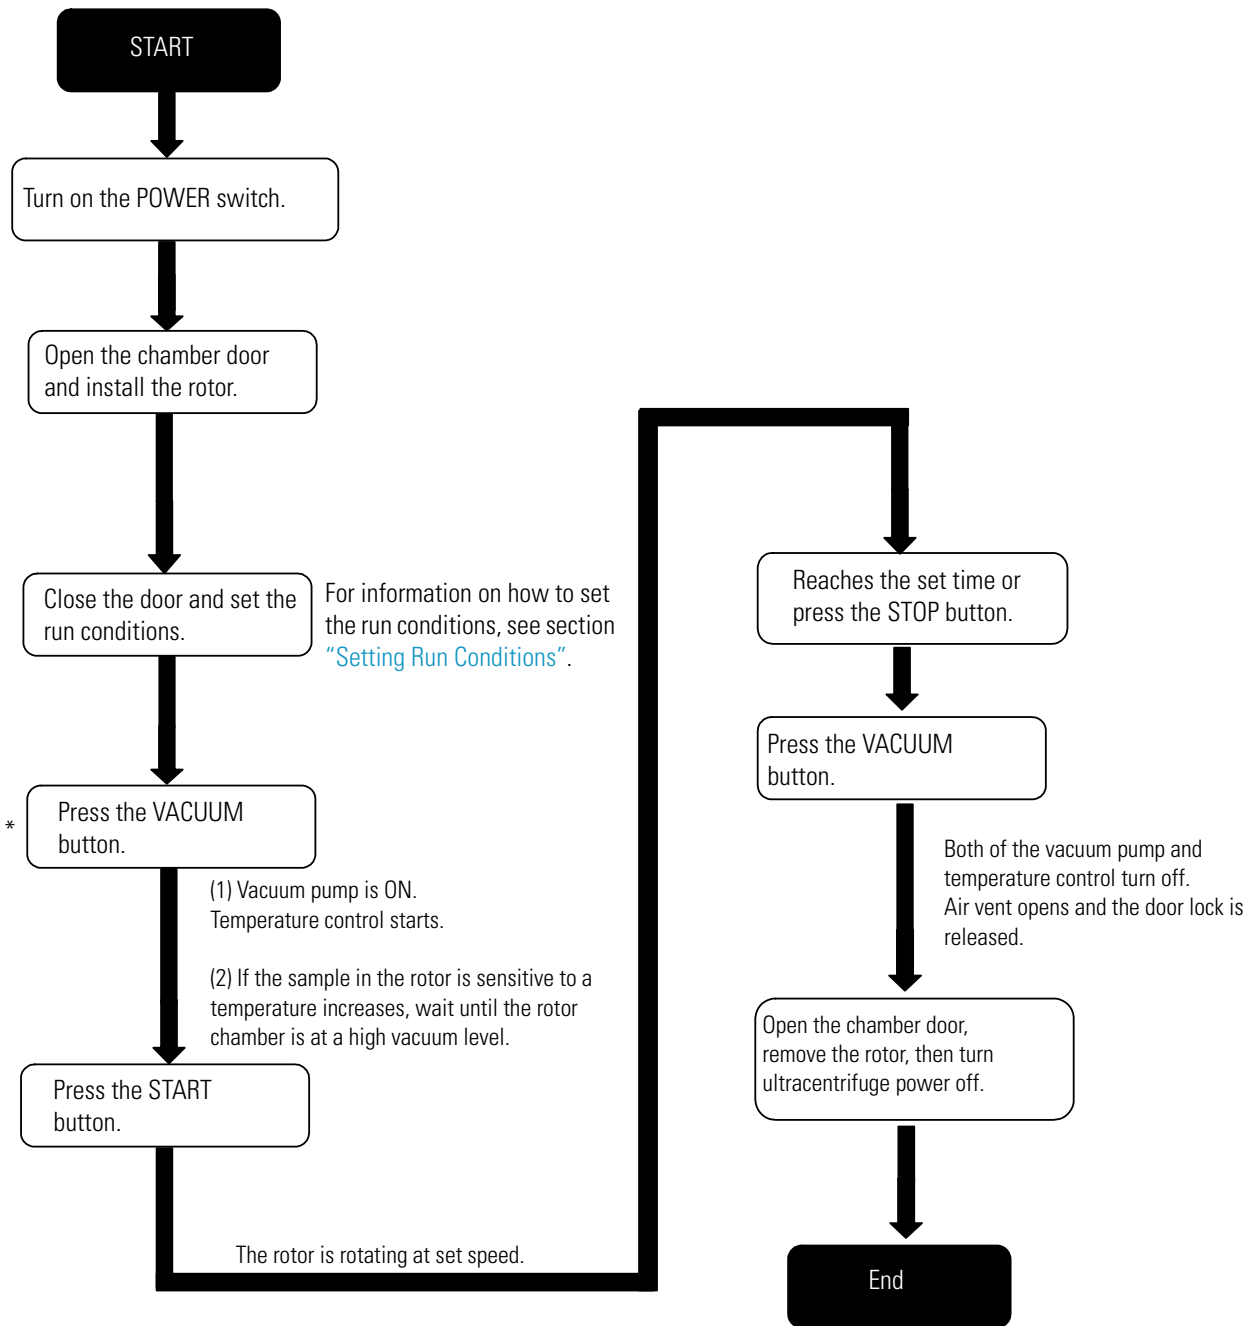 START
Turn on the POWER switch.
Open the chamber door
and install the rotor.
Close the door and set the
run conditions.
For information on how to set
the run conditions, see section
“Setting Run Conditions”.
*
Press the VACUUM
button.
(1) Vacuum pump is ON.
Temperature control starts.
(2) If the sample in the rotor is sensitive to a
temperature increases, wait until the rotor
chamber is at a high vacuum level.
Press the START
button.
The rotor is rotating at set speed.
Reaches the set time or
press the STOP button.
Press the VACUUM
button.
Both of the vacuum pump and
temperature control turn off.
Air vent opens and the door lock is
released.
Open the chamber door,
remove the rotor, then turn
ultracentrifuge power off.
End